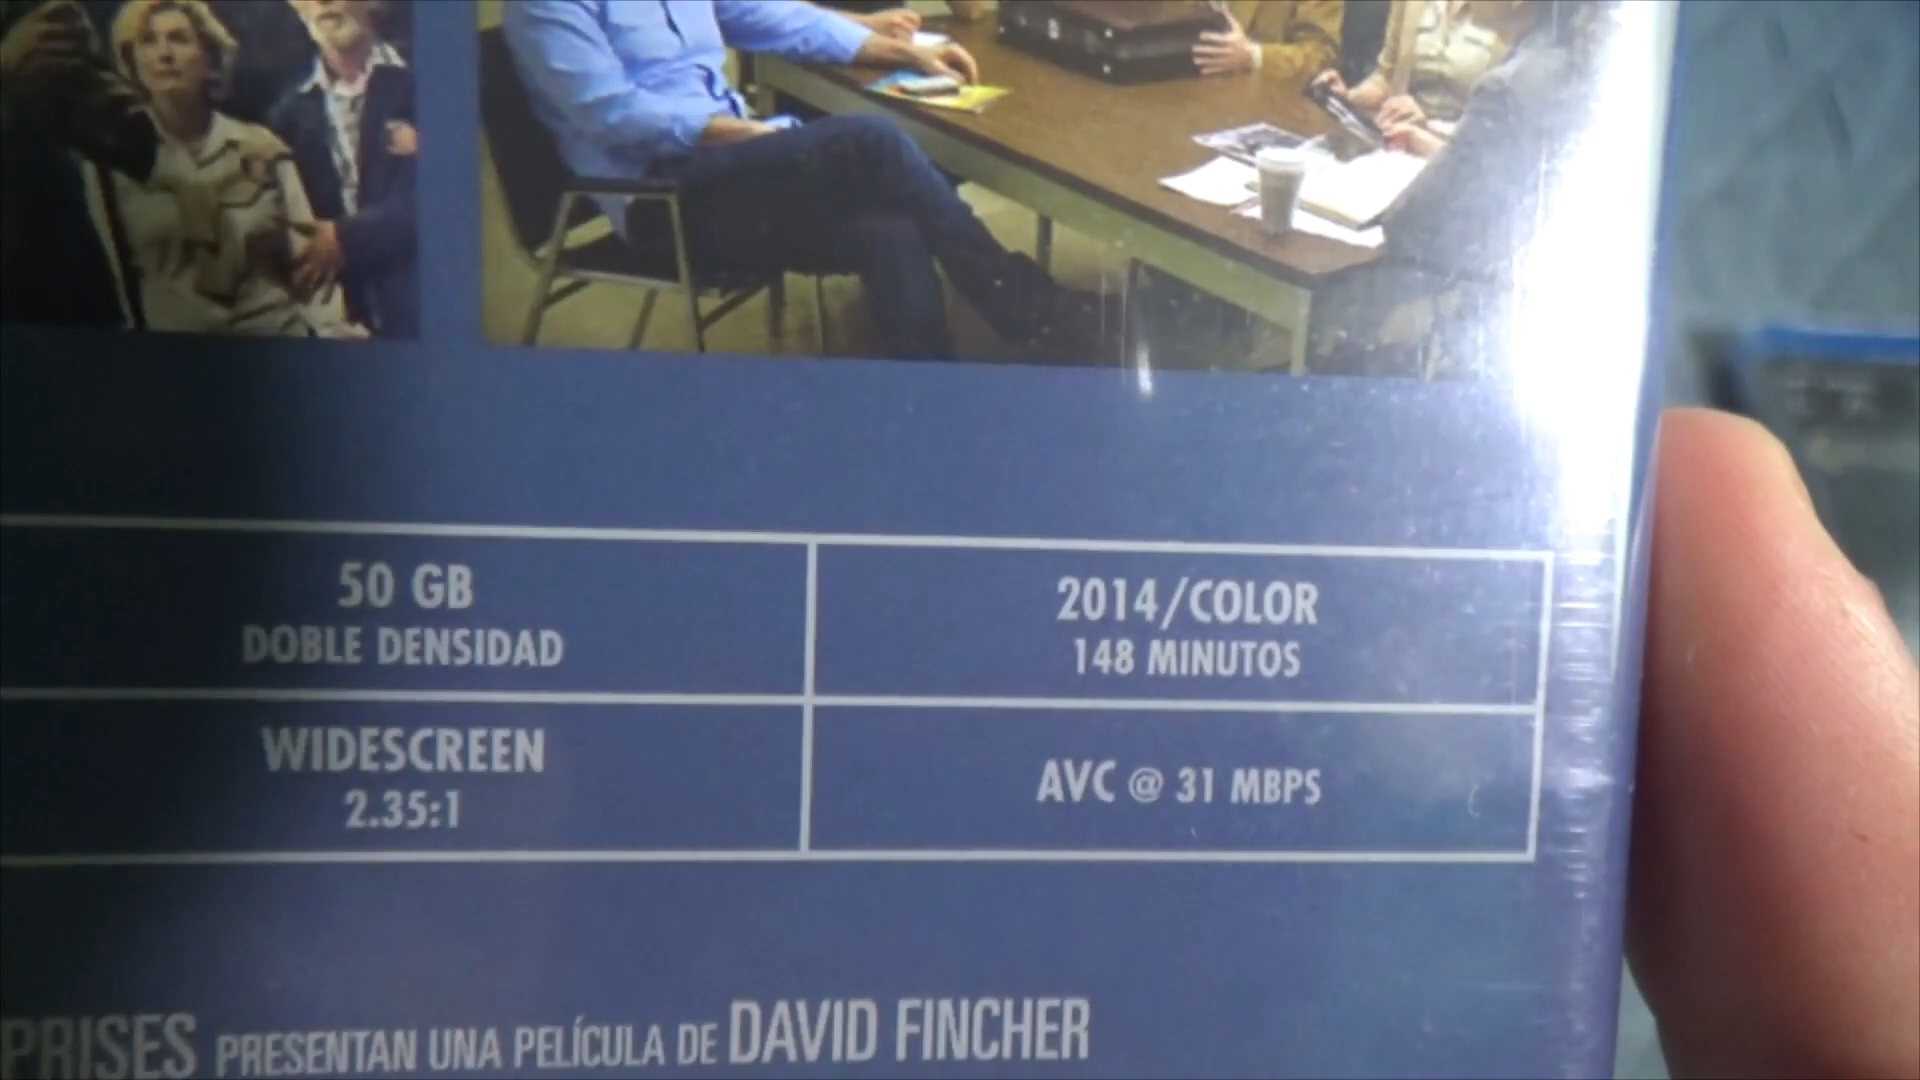 50 GB
DOBLE DENSIDAD
2014/COLOR
148 MINUTOS
WIDESCREEN
2.35:1
AVC @ 31 MBPS
PRISES PRESENTAN UNA PELÍCULA DE DAVID FINCHER